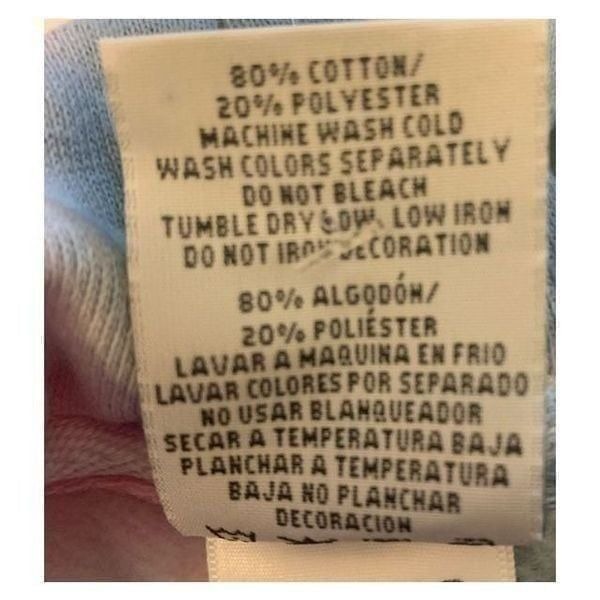 80% COTTON/
20% POLYESTER
MACHINE WASH COLD
WASH COLORS SEPARATELY
DO NOT BLEACH
TUMBLE DRY LOW, LOW IRON
DO NOT IRON DECORATION
80% ALGODÓN/
20% POLIÉSTER
LAVAR A MAQUINA EN FRIO
LAVAR COLORES POR SEPARADO
NO USAR BLANQUEADOR
SECAR A TEMPERATURA BAJA
PLANCHAR A TEMPERATURA
BAJA NO PLANCHAR
DECORACION